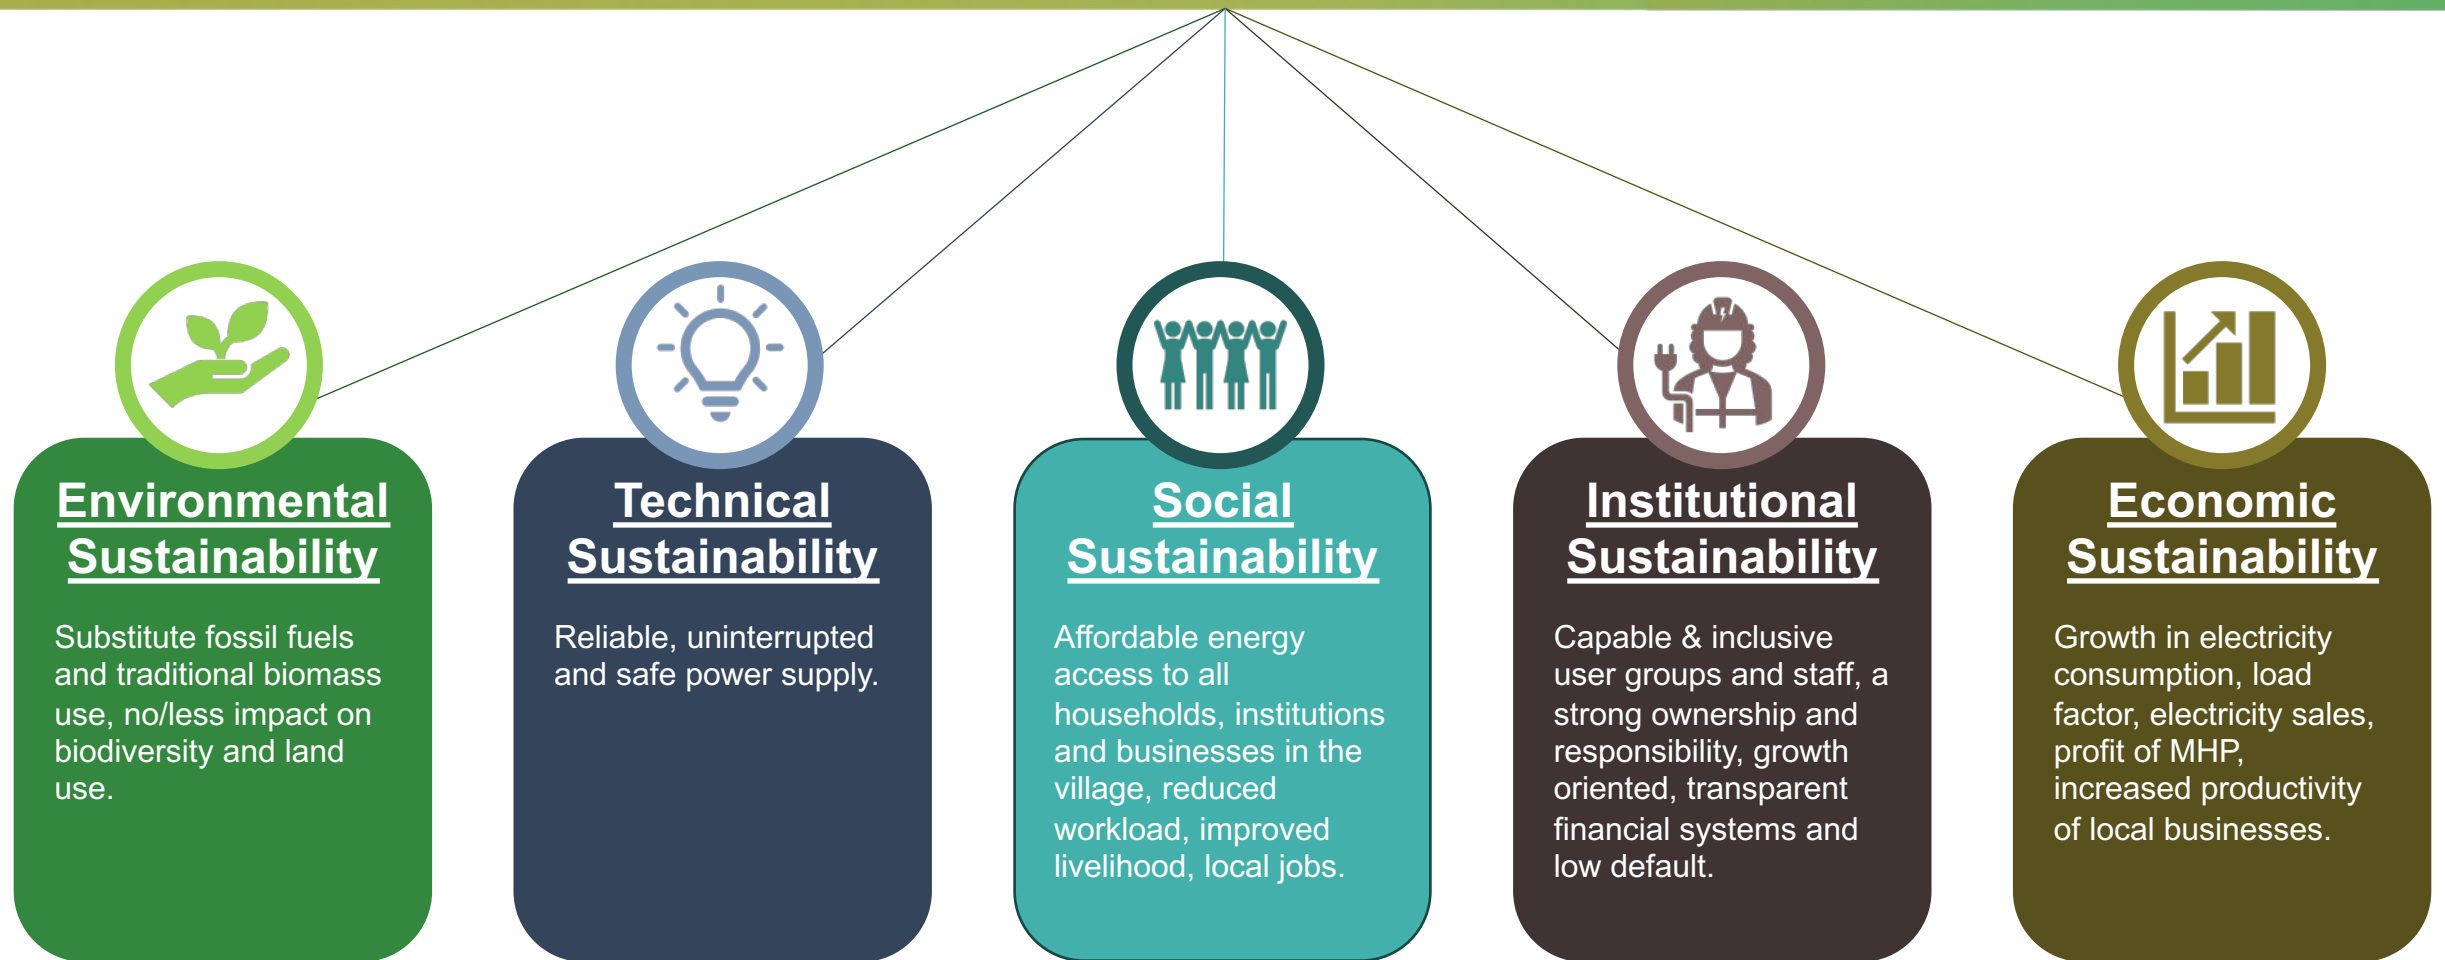 Environmental
Sustainability
Substitute fossil fuels
and traditional biomass
use, no/less impact on
biodiversity and land
use.
Technical
Sustainability
Reliable, uninterrupted
and safe power supply.
Social
Sustainability
Affordable energy
access to all
households, institutions
and businesses in the
village, reduced
workload, improved
livelihood, local jobs.
Institutional
Sustainability
Capable & inclusive
user groups and staff, a
strong ownership and
responsibility, growth
oriented, transparent
financial systems and
low default.
Economic
Sustainability
Growth in electricity
consumption, load
factor, electricity sales,
profit of MHP,
increased productivity
of local businesses.